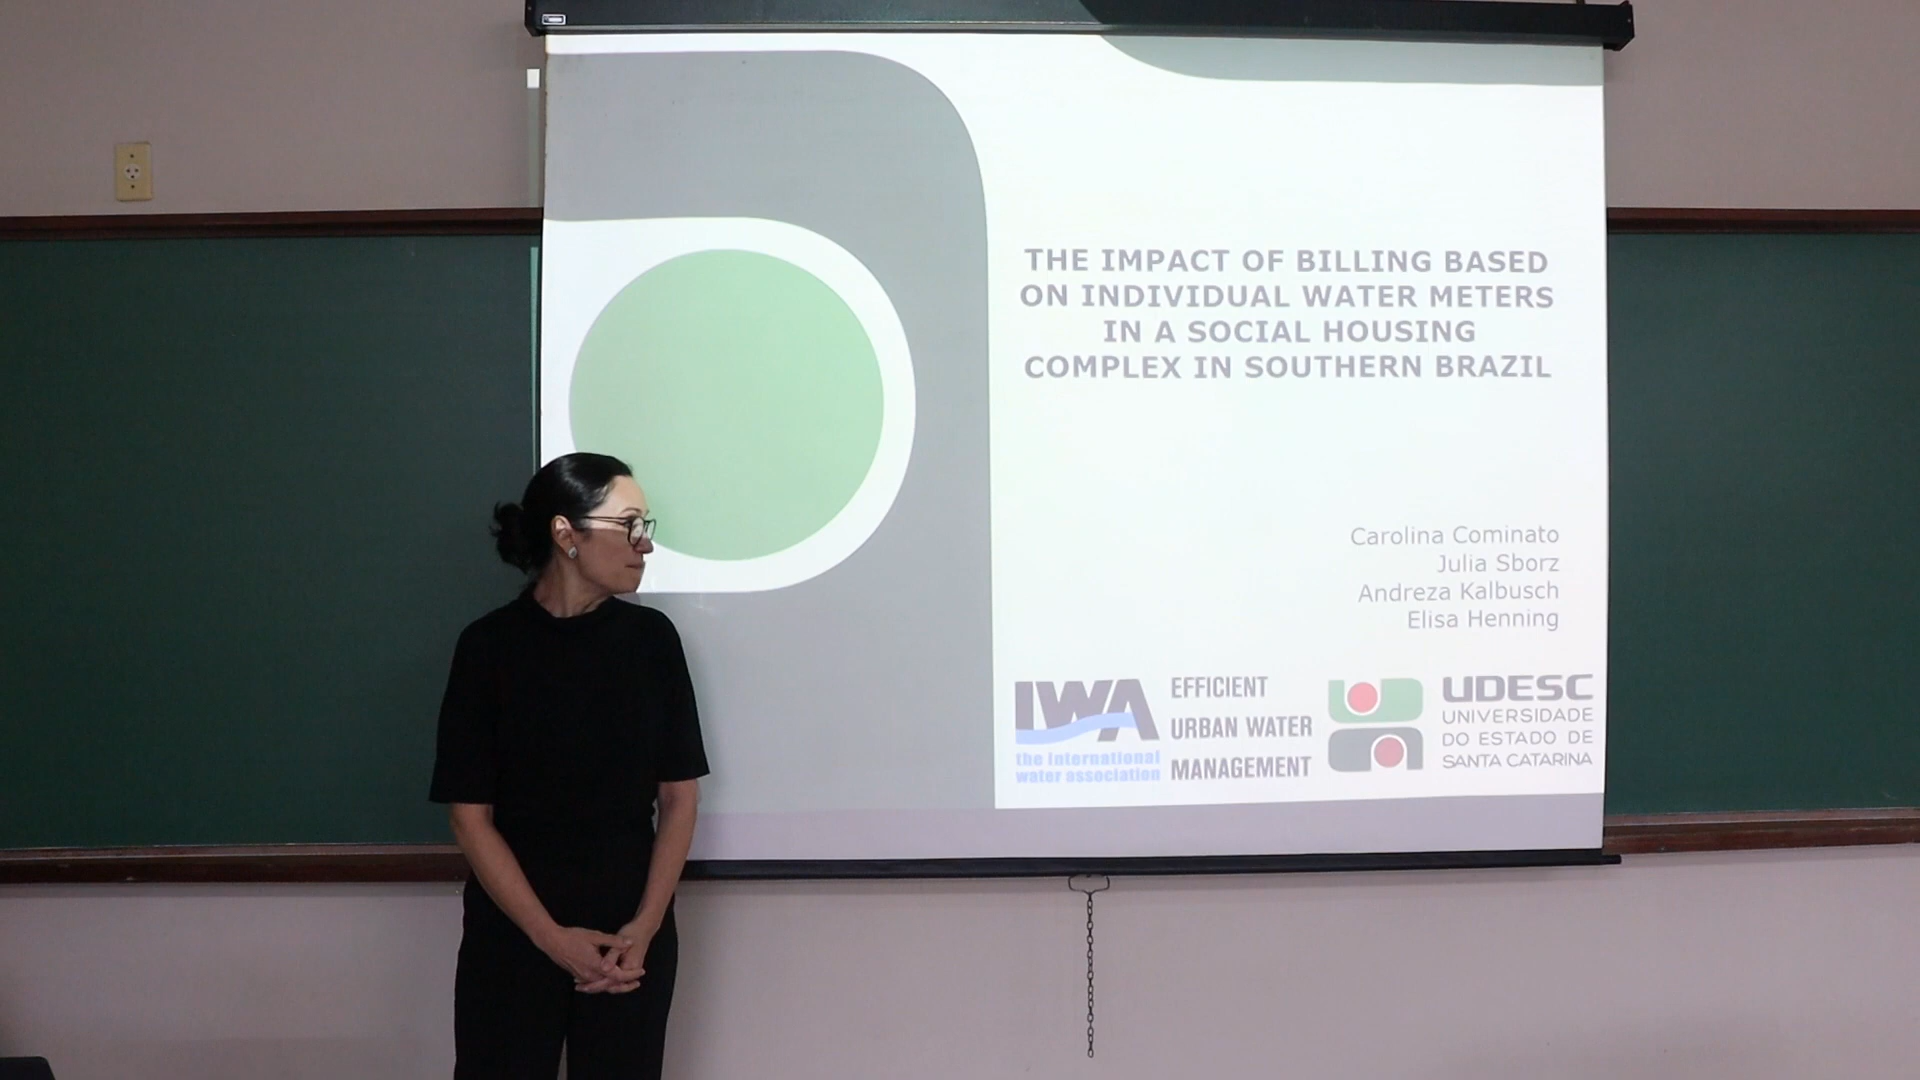 THE IMPACT OF BILLING BASED
ON INDIVIDUAL WATER METERS
IN A SOCIAL HOUSING
COMPLEX IN SOUTHERN BRAZIL
Carolina Cominato
Julia Sborz
Andreza Kalbusch
Elisa Henning
IWA
the international
water association
EFFICIENT
URBAN WATER
MANAGEMENT
UDESC
UNIVERSIDADE
DO ESTADO DE
SANTA CATARINA